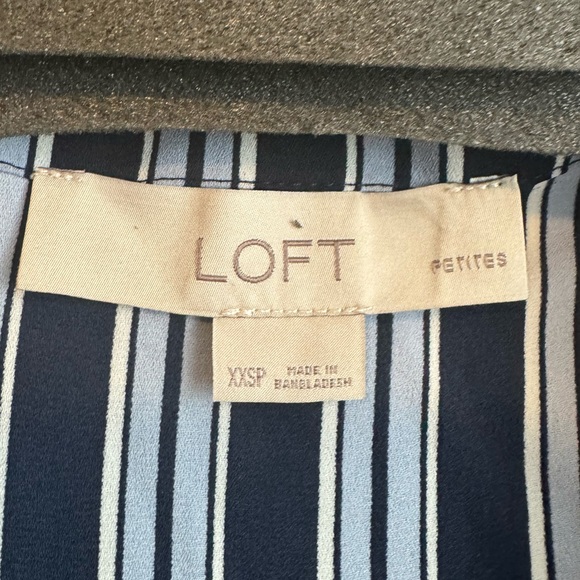 LOFT
PETITES
XXSP
MADE IN
BANGLADESH